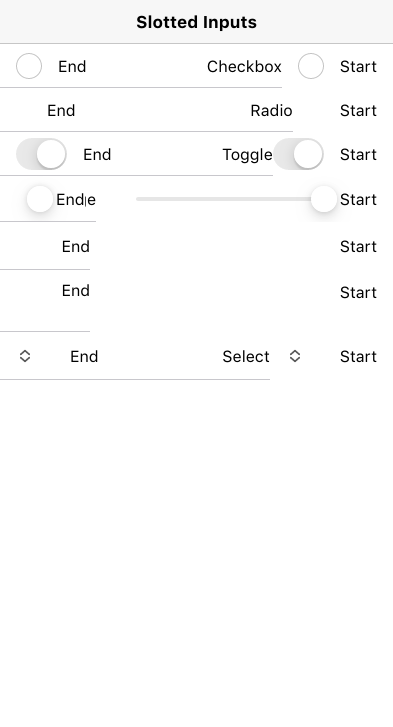 Slotted Inputs
End Checkbox Start
End Radio Start
End Toggle Start
End Start
End Start
End Start
End Select Start